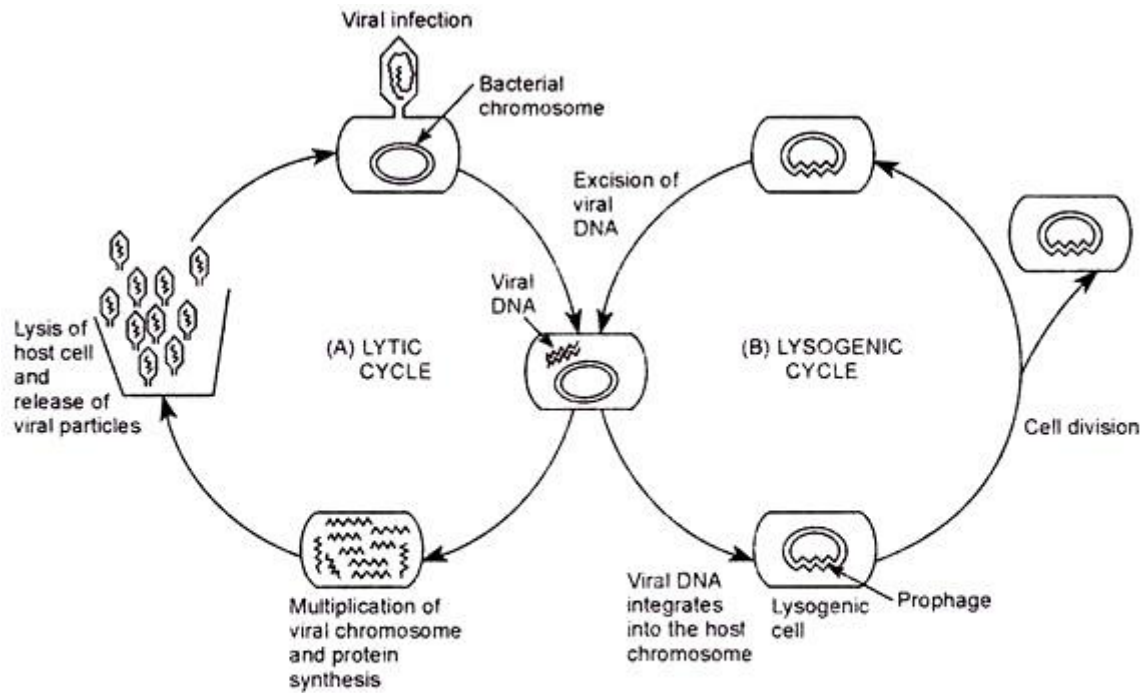 Viral infection
Bacterial
chromosome
Excision of
viral
DNA
Viral
DNA
(A) LYTIC
CYCLE
(B) LYSOGENIC
CYCLE
Lysis of
host cell
and
release of
viral particles
Cell division
Multiplication of
viral chromosome
and protein
synthesis
Viral DNA
integrates
into the host
chromosome
Lysogenic
cell
Prophage